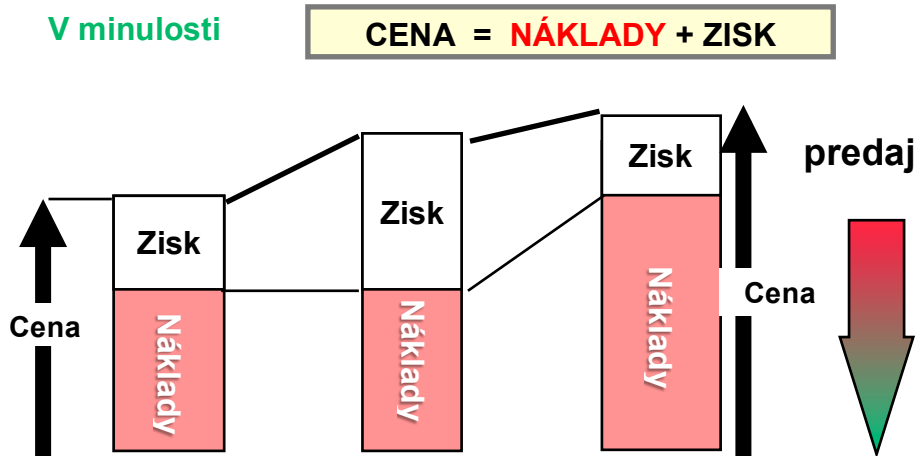 V minulosti
CENA = NÁKLADY + ZISK
Zisk
Zisk
Zisk
predaj
Cena
Náklady
Náklady
Náklady
Cena